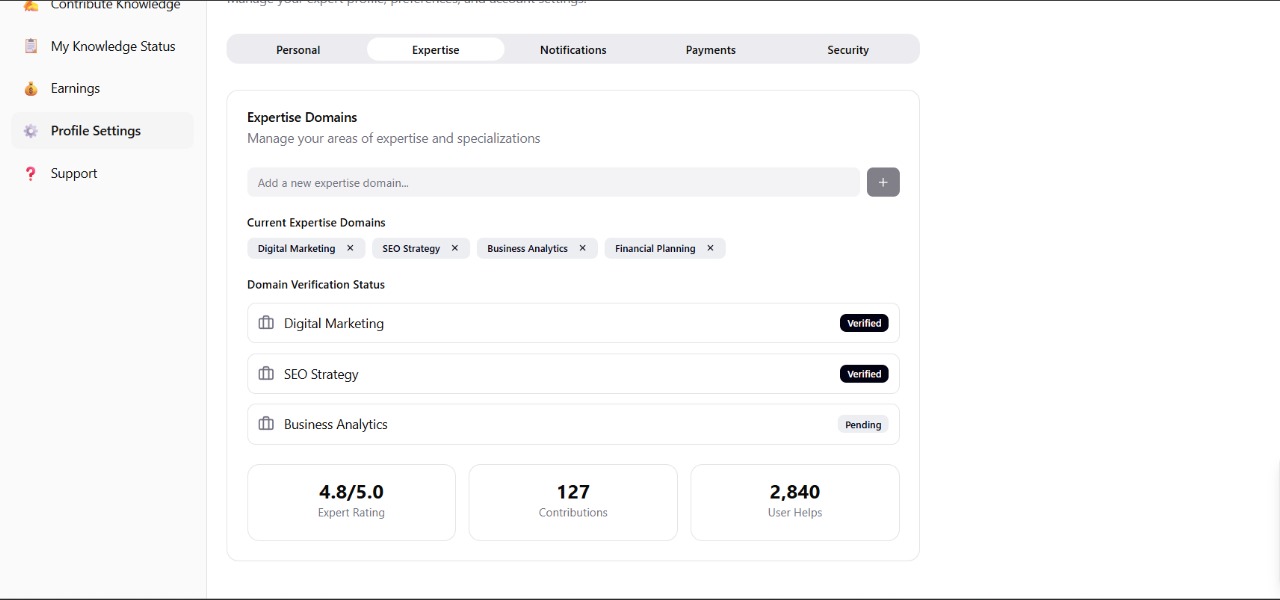 Contribute Knowledge
My Knowledge Status
Earnings
Profile Settings
Support
Manage your expert profile, preferences, and account settings.
Personal
Expertise
Notifications
Payments
Security
Expertise Domains
Manage your areas of expertise and specializations
Add a new expertise domain...
+
Current Expertise Domains
Digital Marketing ×
SEO Strategy ×
Business Analytics ×
Financial Planning ×
Domain Verification Status
Digital Marketing
Verified
SEO Strategy
Verified
Business Analytics
Pending
4.8/5.0
Expert Rating
127
Contributions
2,840
User Helps